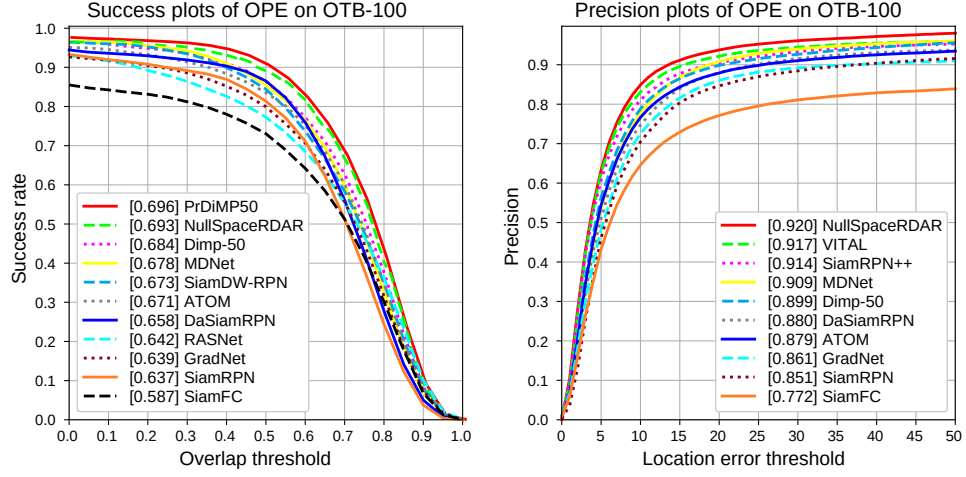 Success plots of OPE on OTB-100
1.0
0.9
0.8
0.7
0.6
0.5
0.4
0.3
0.2
0.1
0.0
Success rate
[0.696] PrDiMP50
[0.693] NullSpaceRDAR
[0.684] Dimp-50
[0.678] MDNet
[0.673] SiamDW-RPN
[0.671] ATOM
[0.658] DaSiamRPN
[0.642] RASNet
[0.639] GradNet
[0.637] SiamRPN
[0.587] SiamFC
0.0 0.1 0.2 0.3 0.4 0.5 0.6 0.7 0.8 0.9 1.0
Overlap threshold
Precision plots of OPE on OTB-100
0.9
0.8
0.7
0.6
0.5
0.4
0.3
0.2
0.1
0.0
Precision
[0.920] NullSpaceRDAR
[0.917] VITAL
[0.914] SiamRPN++
[0.909] MDNet
[0.899] Dimp-50
[0.880] DaSiamRPN
[0.879] ATOM
[0.861] GradNet
[0.851] SiamRPN
[0.772] SiamFC
0 5 10 15 20 25 30 35 40 45 50
Location error threshold